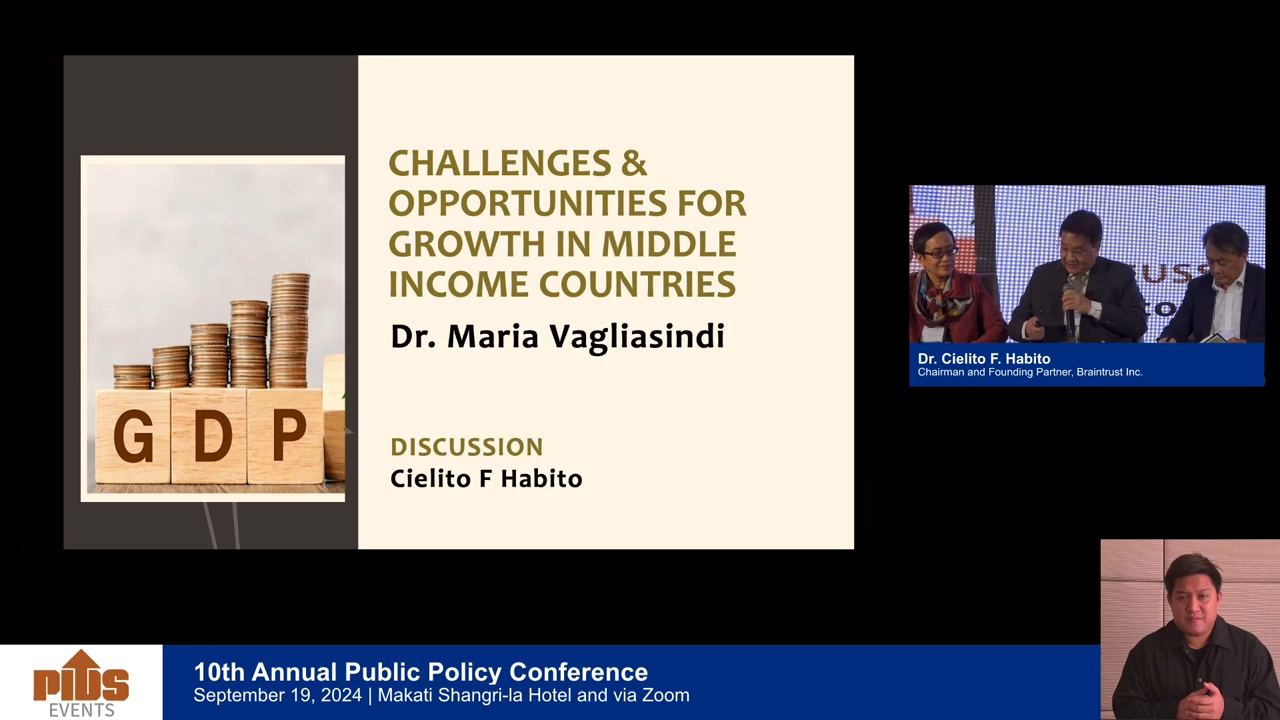 CHALLENGES &
OPPORTUNITIES FOR
GROWTH IN MIDDLE
INCOME COUNTRIES
Dr. Maria Vagliasindi
DISCUSSION
Cielito F Habito
G D P
Dr. Cielito F. Habito
Chairman and Founding Partner, Braintrust Inc.
PIDS
EVENTS
10th Annual Public Policy Conference
September 19, 2024 | Makati Shangri-la Hotel and via Zoom